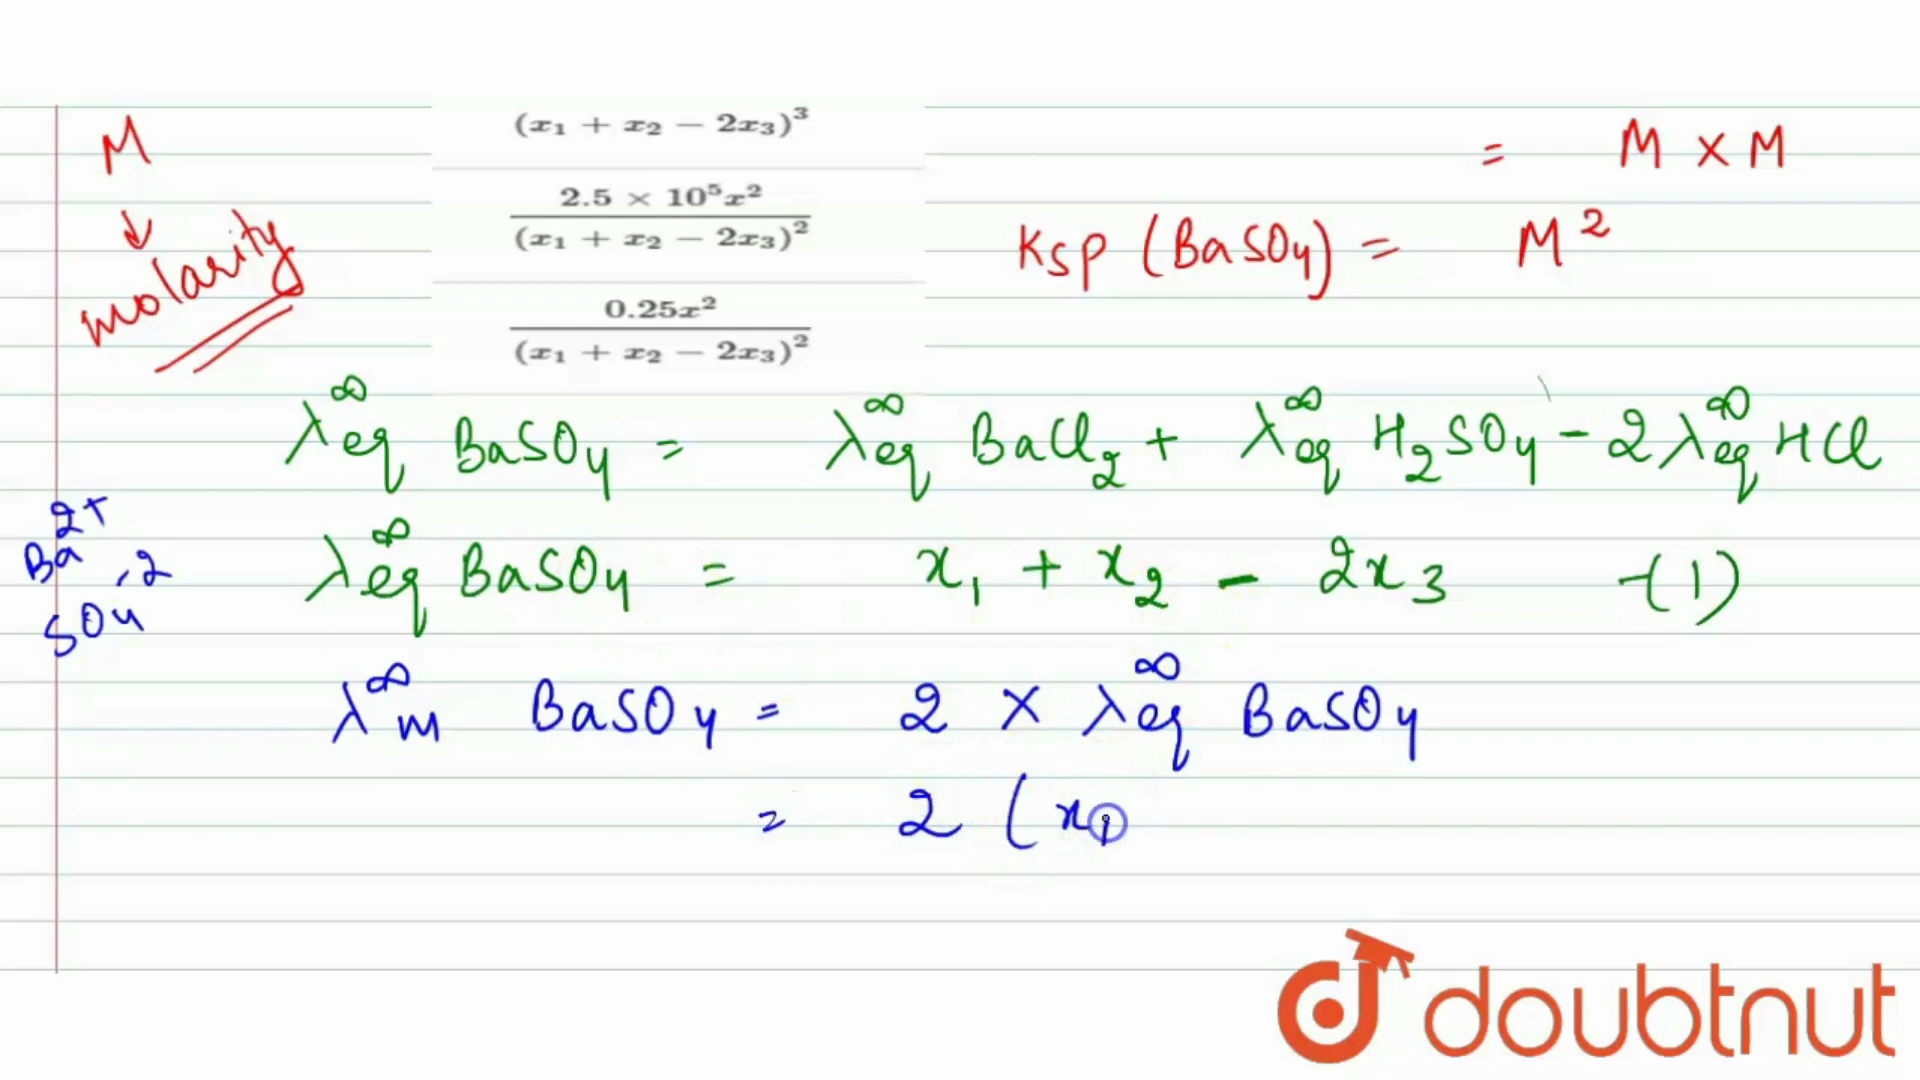 M
↓
molarity
(x₁ + x₂ − 2x₃)³
2.5 × 10⁵x²
(x₁ + x₂ − 2x₃)²
0.25x²
(x₁ + x₂ − 2x₃)²
= M × M
Ksp (BaSO₄) = M²
λ^∞ eq BaSO₄ = λ^∞ eq BaCl₂ + λ^∞ eq H₂SO₄ − 2λ^∞ eq HCl
Ba²⁺, 2
SO₄
λ^∞ eq BaSO₄ = x₁ + x₂ − 2x₃ -(1)
λ^∞ m BaSO₄ = 2 × λ^∞ eq BaSO₄
= 2 (x₁
doubtnut